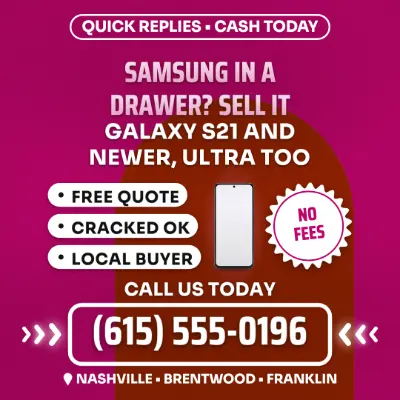 QUICK REPLIES • CASH TODAY
SAMSUNG IN A
DRAWER? SELL IT
GALAXY S21 AND
NEWER, ULTRA TOO
• FREE QUOTE
• CRACKED OK
• LOCAL BUYER
NO
FEES
CALL US TODAY
(615) 555-0196
NASHVILLE • BRENTWOOD • FRANKLIN